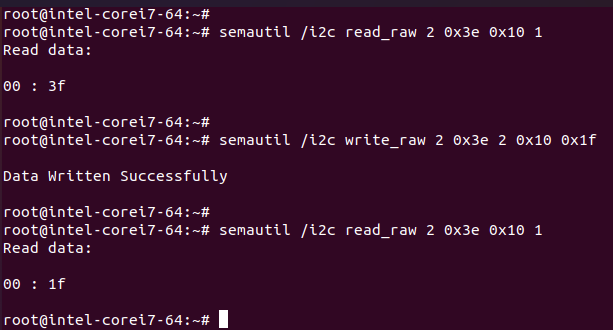 root@intel-corei7-64:~#
root@intel-corei7-64:~# semautil /i2c read_raw 2 0x3e 0x10 1
Read data:
00 : 3f
root@intel-corei7-64:~#
root@intel-corei7-64:~# semautil /i2c write_raw 2 0x3e 2 0x10 0x1f
Data Written Successfully
root@intel-corei7-64:~#
root@intel-corei7-64:~# semautil /i2c read_raw 2 0x3e 0x10 1
Read data:
00 : 1f
root@intel-corei7-64:~#